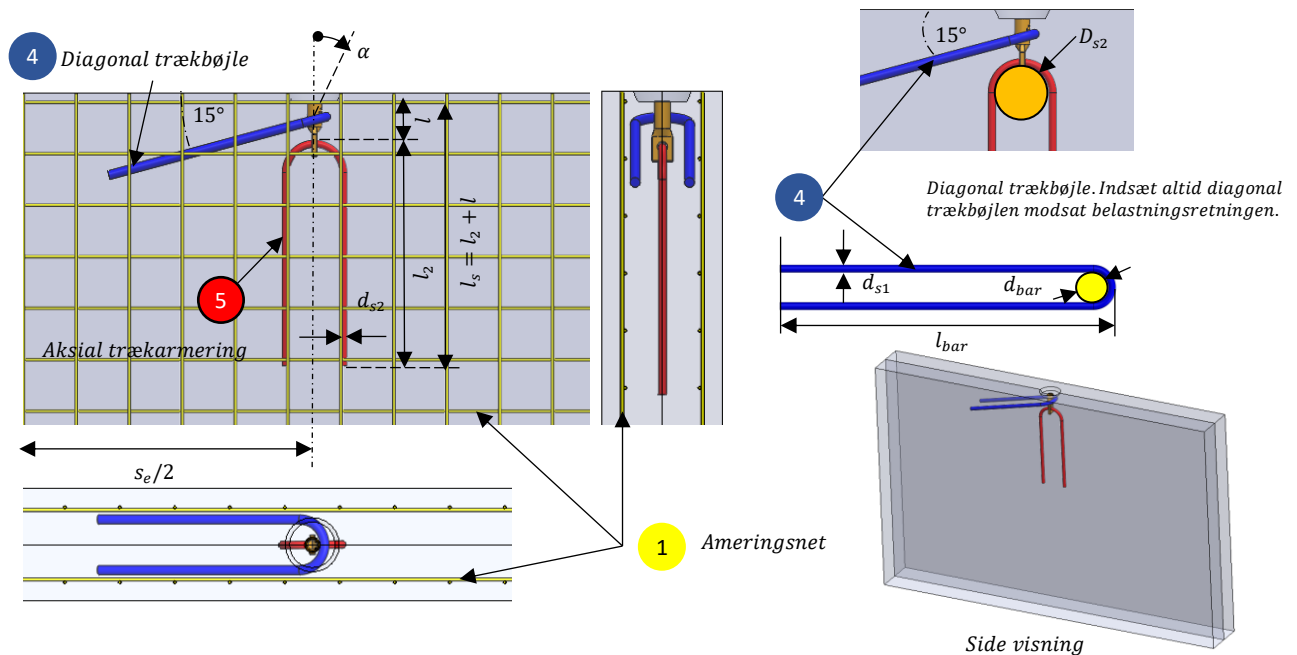 4
Diagonal trækbøjle
α
15°
l
l₂
lₛ = l₂ + l
dₛ₂
5
Aksial trækarmering
sₑ/2
1
Ameringsnet
15°
Dₛ₂
4
Diagonal trækbøjle. Indsæt altid diagonal
trækbøjlen modsat belastningsretningen.
dₛ₁
d_bar
l_bar
Side visning